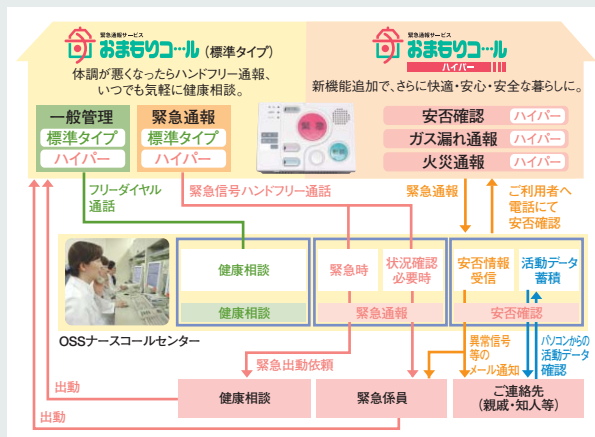 緊急通報サービス
おまもりコール(標準タイプ)
体調が悪くなったらハンドフリー通報、
いつでも気軽に健康相談。
緊急通報サービス
おまもりコール
ハイパー
新機能追加で、さらに快適・安心・安全な暮らしに。
一般管理
標準タイプ
ハイパー
緊急通報
標準タイプ
ハイパー
緊急
安否確認 ハイパー
ガス漏れ通報 ハイパー
火災通報 ハイパー
フリーダイヤル
通話
緊急信号ハンドフリー通話
緊急通報
ご利用者へ
電話にて
安否確認
健康相談
健康相談
緊急時
状況確認
必要時
緊急通報
安否情報
受信
活動データ
蓄積
安否確認
OSSナースコールセンター
緊急出動依頼
異常信号
等の
メール通知
パソコンからの
活動データ
確認
出動
出動
健康相談
緊急係員
ご連絡先
(親戚・知人等)